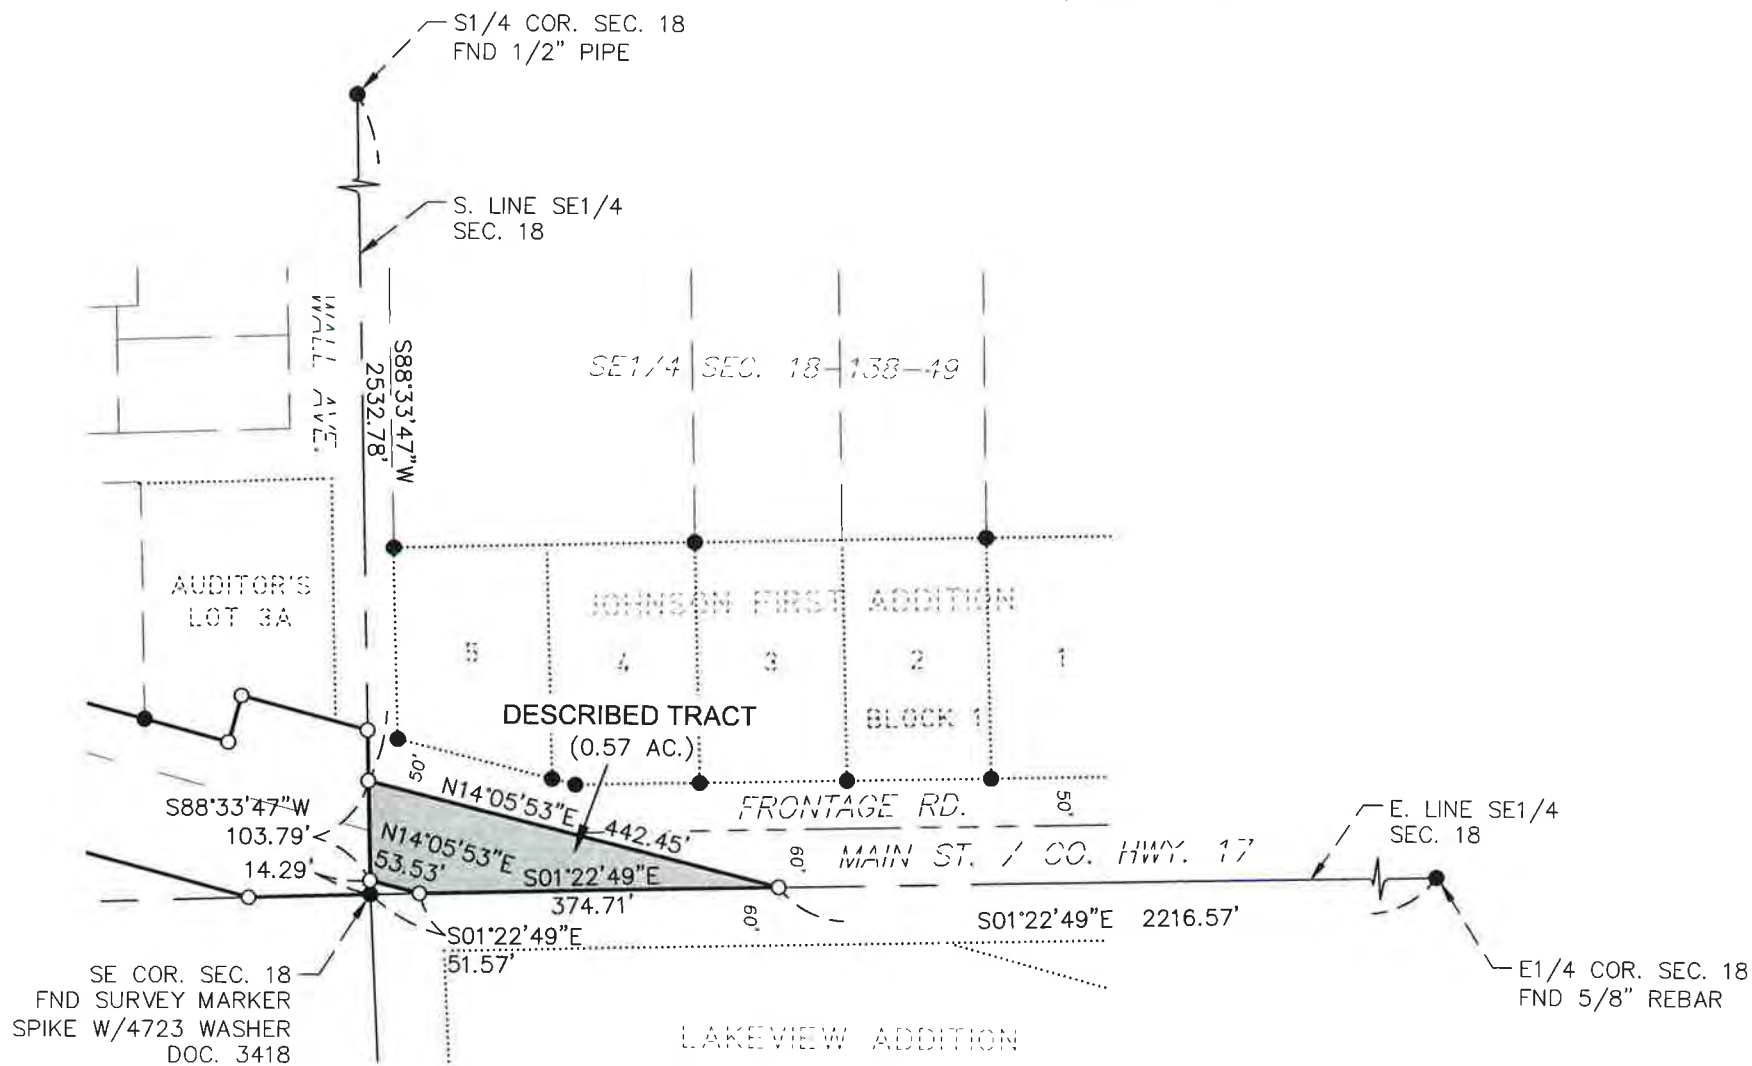 S1/4 COR. SEC. 18
FND 1/2" PIPE
S. LINE SE1/4
SEC. 18
WALL AVE.
S88°33'47"W
2532.78'
SE1/4 SEC. 18-138-49
AUDITOR'S
LOT 3A
JOHNSON FIRST ADDITION
5
4
3
2
1
BLOCK 1
DESCRIBED TRACT
(0.57 AC.)
50'
N14°05'53"E
442.45'
FRONTAGE RD.
50'
S88°33'47"W
103.79'
14.29'
N14°05'53"E
53.53'
S01°22'49"E
374.71'
60'
MAIN ST. / CO. HWY. 17
E. LINE SE1/4
SEC. 18
60'
S01°22'49"E
51.57'
S01°22'49"E 2216.57'
E1/4 COR. SEC. 18
FND 5/8" REBAR
SE COR. SEC. 18
FND SURVEY MARKER
SPIKE W/4723 WASHER
DOC. 3418
LAKEVIEW ADDITION